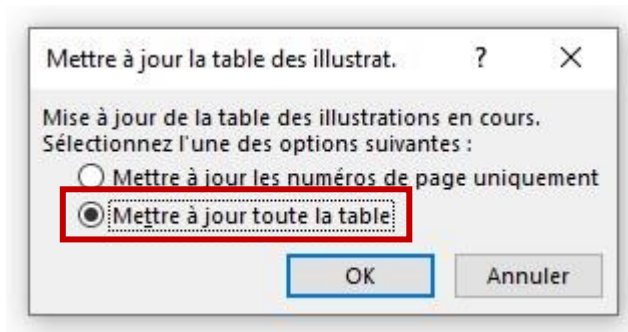 Mettre à jour la table des illustrat. ? ×
Mise à jour de la table des illustrations en cours.
Sélectionnez l'une des options suivantes :
Mettre à jour les numéros de page uniquement
Mettre à jour toute la table
OK Annuler